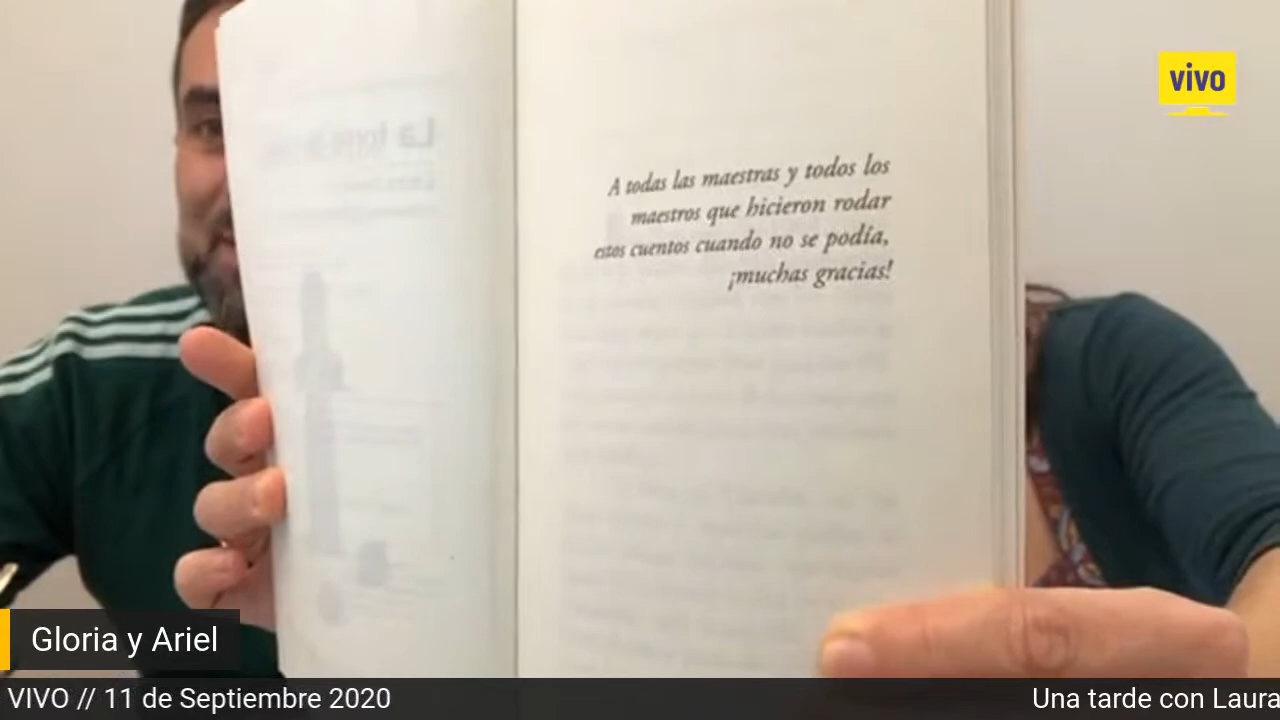 vivo
A todas las maestras y todos los
maestros que hicieron rodar
estos cuentos cuando no se podía,
¡muchas gracias!
Gloria y Ariel
VIVO // 11 de Septiembre 2020
Una tarde con Laura